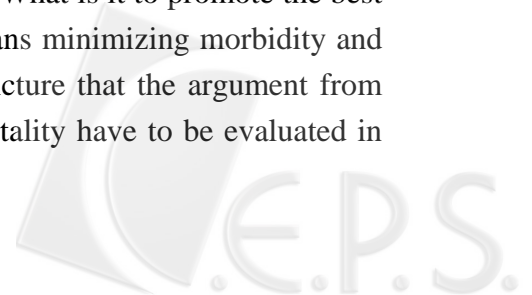 What is it to promote the best
ans minimizing morbidity and
cture that the argument from
tality have to be evaluated in
C.E.P.S.